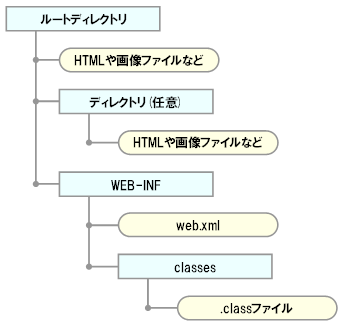 ルートディレクトリ
HTMLや画像ファイルなど
ディレクトリ(任意)
HTMLや画像ファイルなど
WEB-INF
web.xml
classes
.classファイル